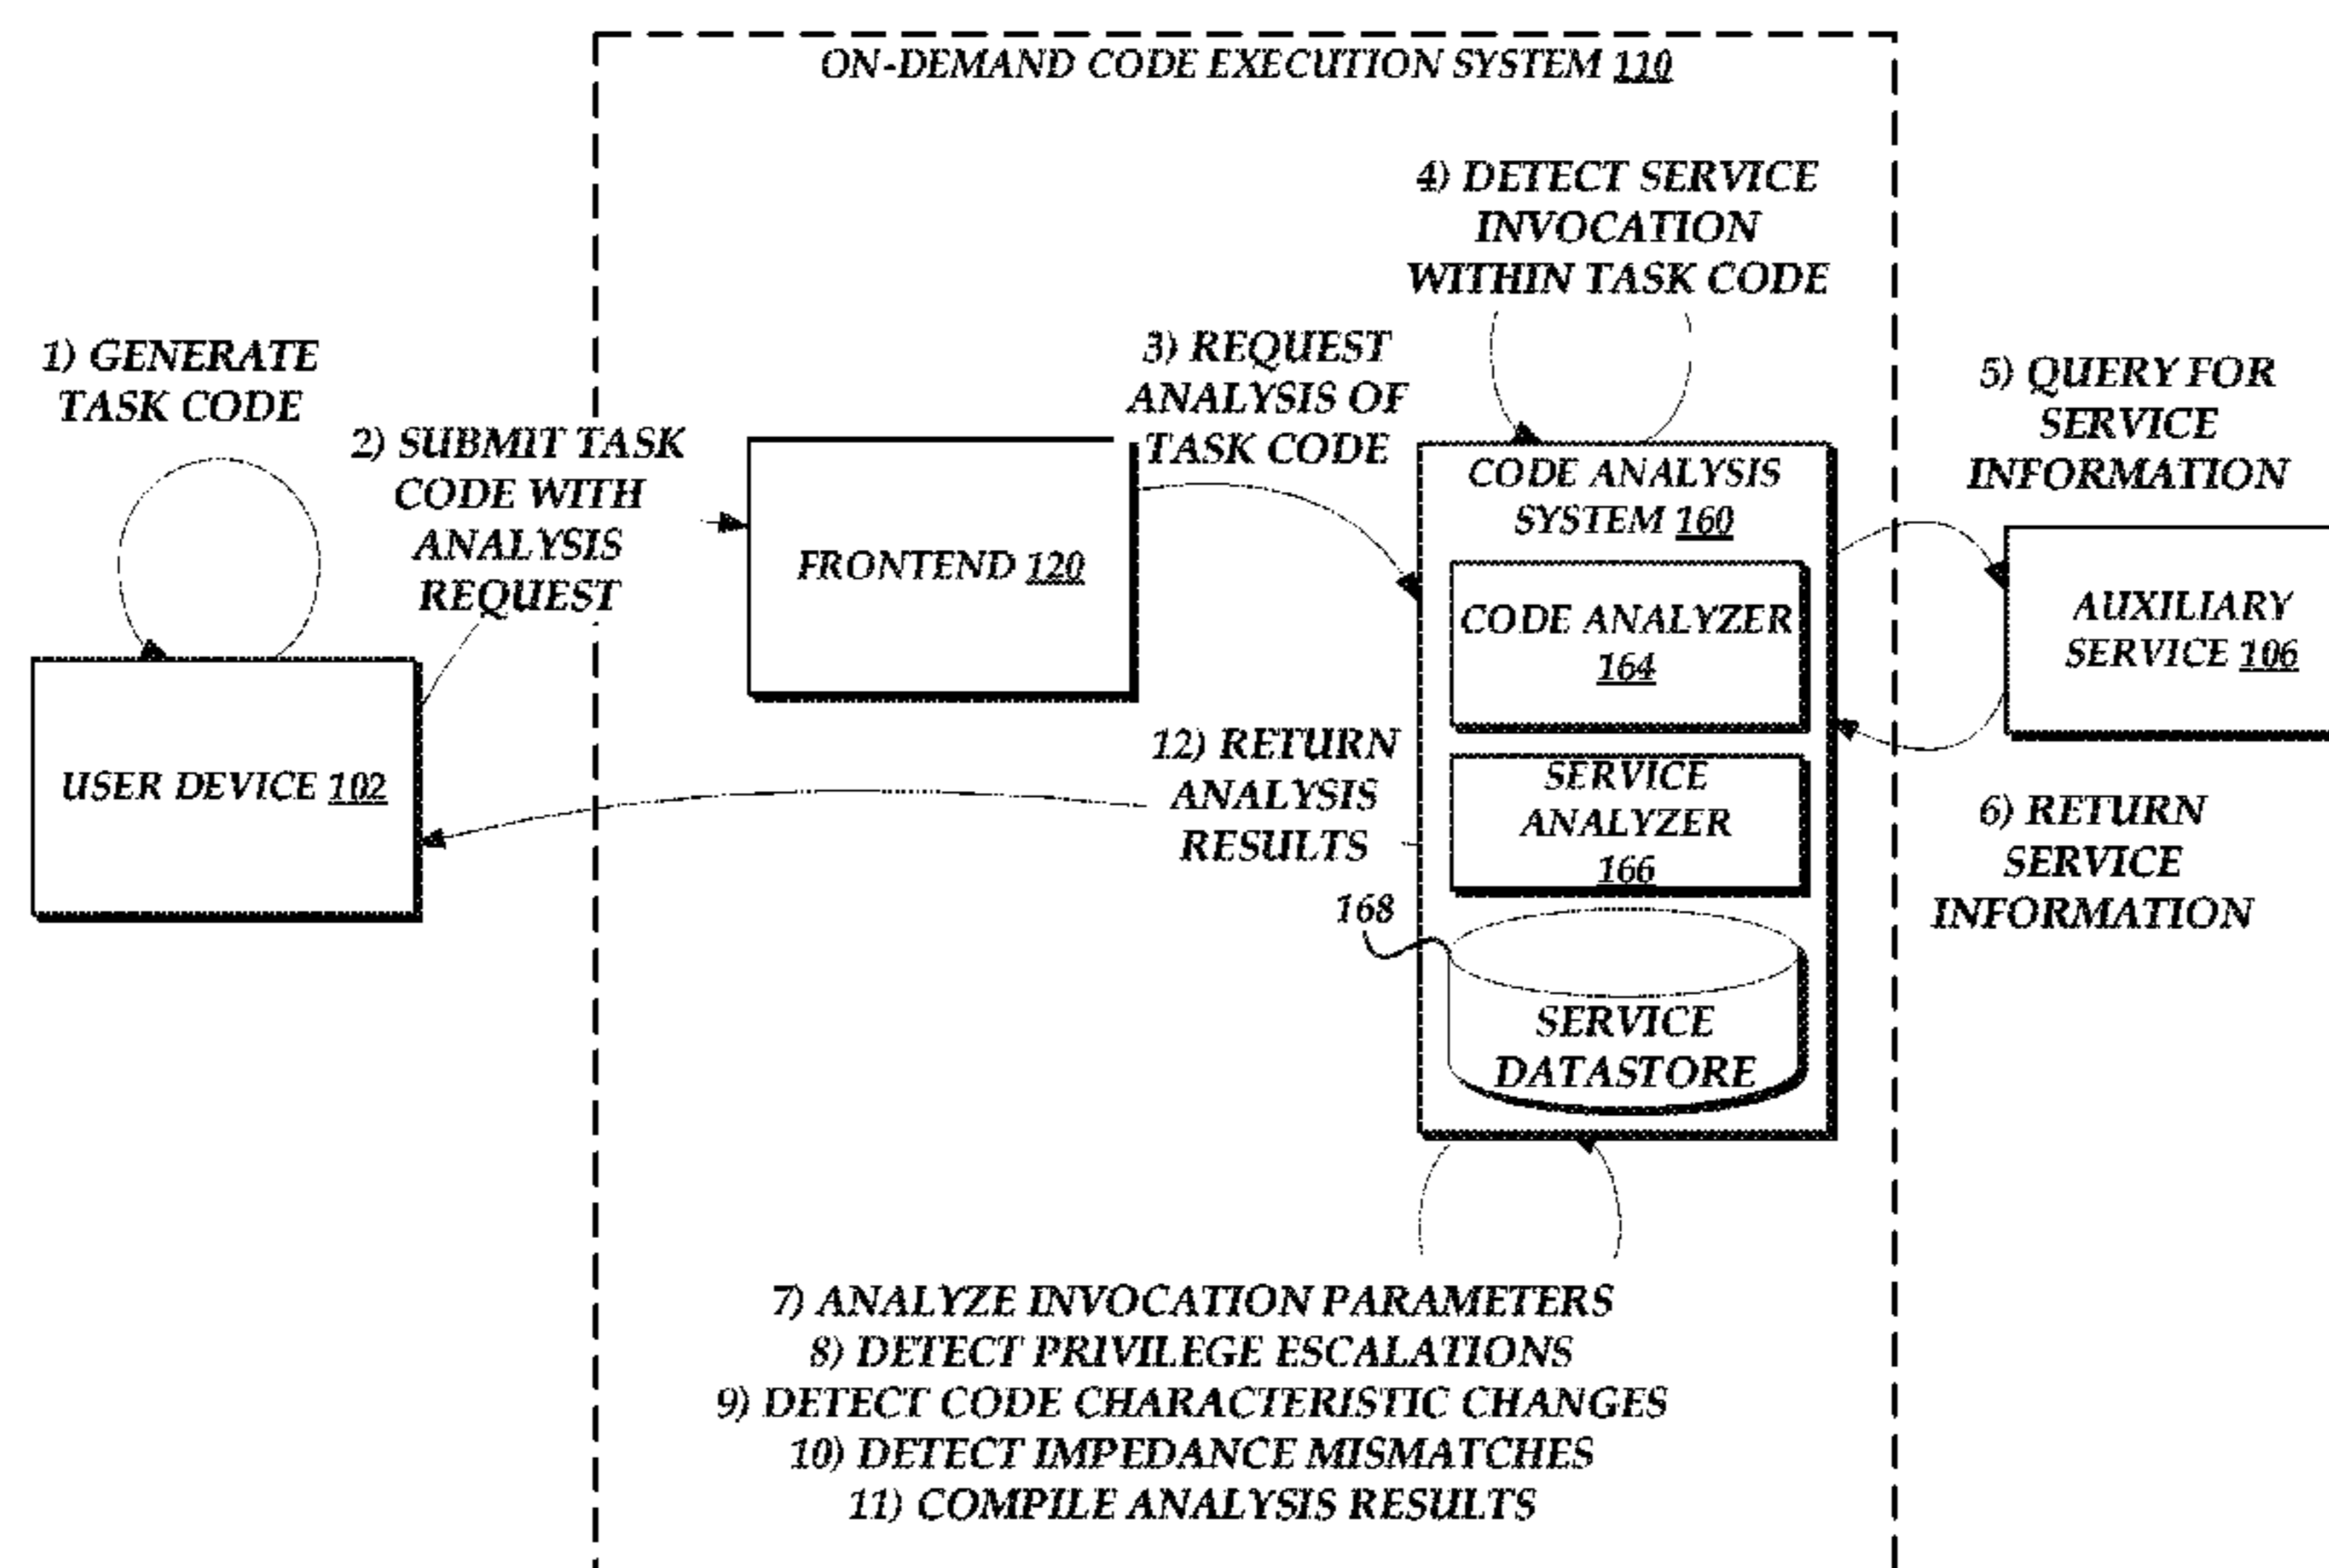 ON-DEMAND CODE EXECUTION SYSTEM 110
1) GENERATE
TASK CODE
2) SUBMIT TASK
CODE WITH
ANALYSIS
REQUEST
USER DEVICE 102
FRONTEND 120
3) REQUEST
ANALYSIS OF
TASK CODE
4) DETECT SERVICE
INVOCATION
WITHIN TASK CODE
CODE ANALYSIS
SYSTEM 160
CODE ANALYZER
164
SERVICE
ANALYZER
166
168
SERVICE
DATASTORE
5) QUERY FOR
SERVICE
INFORMATION
AUXILIARY
SERVICE 106
6) RETURN
SERVICE
INFORMATION
7) ANALYZE INVOCATION PARAMETERS
8) DETECT PRIVILEGE ESCALATIONS
9) DETECT CODE CHARACTERISTIC CHANGES
10) DETECT IMPEDANCE MISMATCHES
11) COMPILE ANALYSIS RESULTS
12) RETURN
ANALYSIS
RESULTS